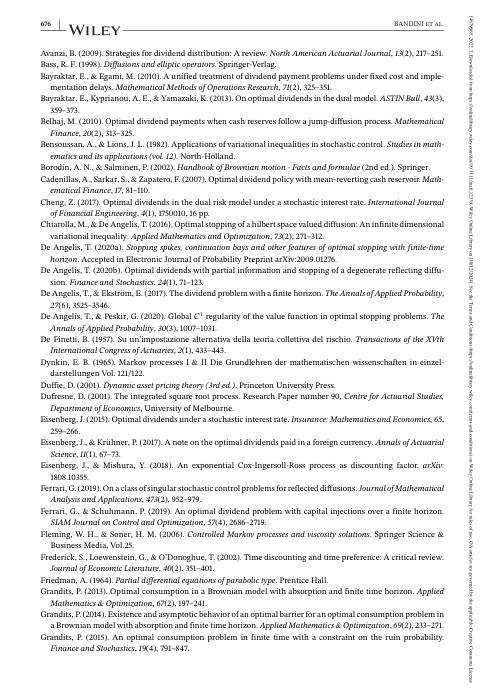 676
WILEY
BANDINI ET AL.
Avanzi, B. (2009). Strategies for dividend distribution: A review. North American Actuarial Journal, 13(2), 217–251.
Bass, R. F. (1998). Diffusions and elliptic operators. Springer-Verlag.
Bayraktar, E., & Egami, M. (2010). A unified treatment of dividend payment problems under fixed cost and imple-
mentation delays. Mathematical Methods of Operations Research, 71(2), 325–351.
Bayraktar, E., Kyprianou, A. E., & Yamazaki, K. (2013). On optimal dividends in the dual model. ASTIN Bull, 43(3),
359–373.
Belhaj, M. (2010). Optimal dividend payments when cash reserves follow a jump-diffusion process. Mathematical
Finance, 20(2), 313–325.
Bensoussan, A., & Lions, J. L. (1982). Applications of variational inequalities in stochastic control. Studies in math-
ematics and its applications (vol. 12). North-Holland.
Borodin, A. N., & Salminen, P. (2002). Handbook of Brownian motion - Facts and formulae (2nd ed.). Springer.
Cadenillas, A., Sarkar, S., & Zapatero, F. (2007). Optimal dividend policy with mean-reverting cash reservoir. Math-
ematical Finance, 17, 81–110.
Cheng, Z. (2017). Optimal dividends in the dual risk model under a stochastic interest rate. International Journal
of Financial Engineering, 4(1), 1750010, 16 pp.
Chiarolla, M., & De Angelis, T. (2016). Optimal stopping of a hilbert space valued diffusion: An infinite dimensional
variational inequality. Applied Mathematics and Optimization, 73(2), 271–312.
De Angelis, T. (2020a). Stopping spikes, continuation bays and other features of optimal stopping with finite-time
horizon. Accepted in Electronic Journal of Probability Preprint arXiv:2009.01276.
De Angelis, T. (2020b). Optimal dividends with partial information and stopping of a degenerate reflecting diffu-
sion. Finance and Stochastics, 24(1), 71–123.
De Angelis, T., & Ekström, E. (2017). The dividend problem with a finite horizon. The Annals of Applied Probability,
27(6), 3525–3546.
De Angelis, T., & Peskir, G. (2020). Global C¹ regularity of the value function in optimal stopping problems. The
Annals of Applied Probability, 30(3), 1007–1031.
De Finetti, B. (1957). Su un'impostazione alternativa della teoria collettiva del rischio. Transactions of the XVth
International Congress of Actuaries, 2(1), 433–443.
Dynkin, E. B. (1965). Markov processes I & II Die Grundlehren der mathematischen wissenschaften in einzel-
darstellungen Vol. 121/122.
Duffie, D. (2001). Dynamic asset pricing theory (3rd ed.). Princeton University Press.
Dufresne, D. (2001). The integrated square root process. Research Paper number 90, Centre for Actuarial Studies,
Department of Economics, University of Melbourne.
Eisenberg, J. (2015). Optimal dividends under a stochastic interest rate. Insurance: Mathematics and Economics, 65,
259–266.
Eisenberg, J., & Krühner, P. (2017). A note on the optimal dividends paid in a foreign currency. Annals of Actuarial
Science, 11(1), 67–73.
Eisenberg, J., & Mishura, Y. (2018). An exponential Cox-Ingersoll-Ross process as discounting factor. arXiv:
1808.10355.
Ferrari, G. (2019). On a class of singular stochastic control problems for reflected diffusions. Journal of Mathematical
Analysis and Applications, 473(2), 952–979.
Ferrari, G., & Schuhmann, P. (2019). An optimal dividend problem with capital injections over a finite horizon.
SIAM Journal on Control and Optimization, 57(4), 2686–2719.
Fleming, W. H., & Soner, H. M. (2006). Controlled Markov processes and viscosity solutions. Springer Science &
Business Media, Vol.25.
Frederick, S., Loewenstein, G., & O'Donoghue, T. (2002). Time discounting and time preference: A critical review.
Journal of Economic Literature, 40(2), 351–401.
Friedman, A. (1964). Partial differential equations of parabolic type. Prentice Hall.
Grandits, P. (2013). Optimal consumption in a Brownian model with absorption and finite time horizon. Applied
Mathematics & Optimization, 67(2), 197–241.
Grandits, P. (2014). Existence and asymptotic behavior of an optimal barrier for an optimal consumption problem in
a Brownian model with absorption and finite time horizon. Applied Mathematics & Optimization, 69(2), 233–271.
Grandits, P. (2015). An optimal consumption problem in finite time with a constraint on the ruin probability.
Finance and Stochastics, 19(4), 791–847.